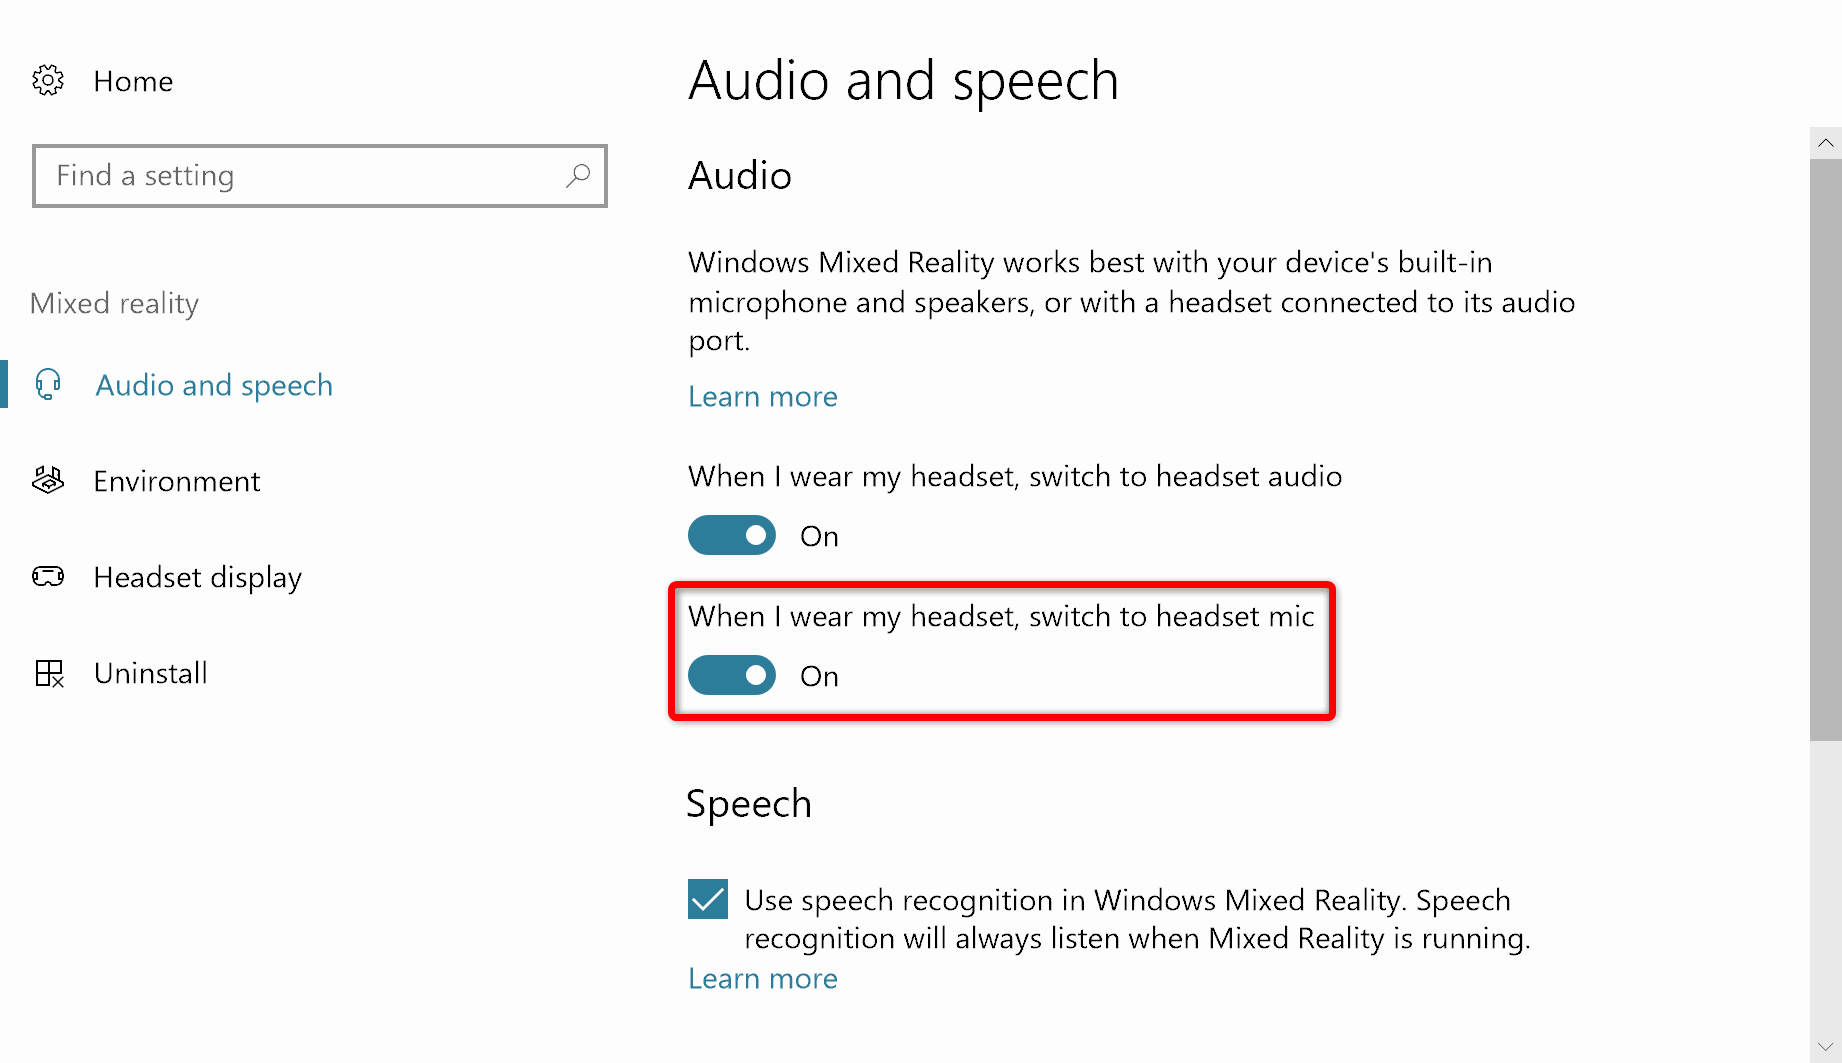 Home
Find a setting
Mixed reality
Audio and speech
Environment
Headset display
Uninstall
Audio and speech
Audio
Windows Mixed Reality works best with your device's built-in
microphone and speakers, or with a headset connected to its audio
port.
Learn more
When I wear my headset, switch to headset audio
On
When I wear my headset, switch to headset mic
On
Speech
Use speech recognition in Windows Mixed Reality. Speech
recognition will always listen when Mixed Reality is running.
Learn more